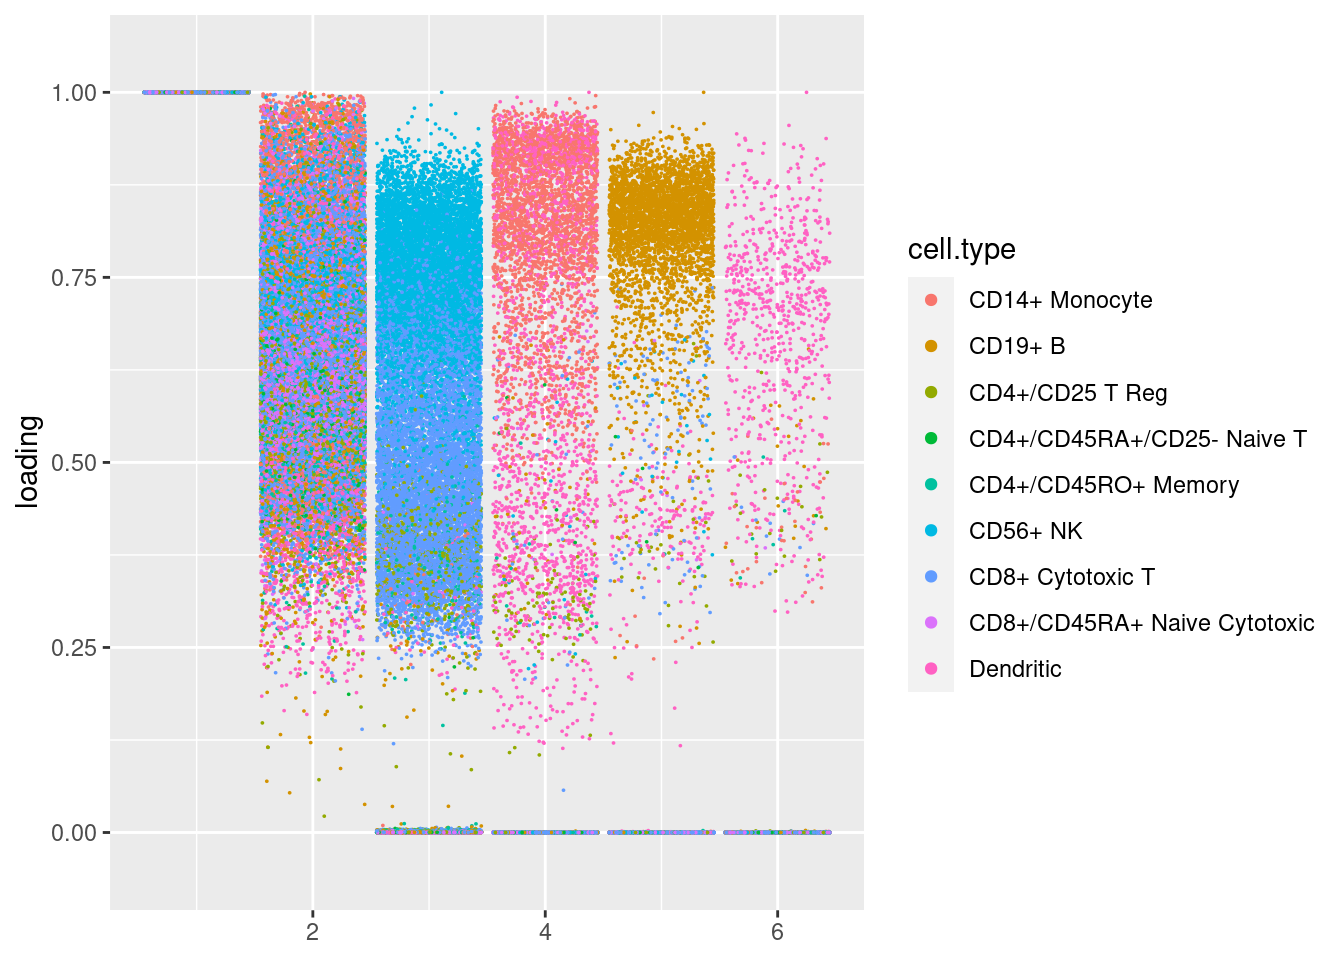 1.00
0.75
0.50
0.25
0.00
loading
2 4 6
cell.type
CD14+ Monocyte
CD19+ B
CD4+/CD25 T Reg
CD4+/CD45RA+/CD25- Naive T
CD4+/CD45RO+ Memory
CD56+ NK
CD8+ Cytotoxic T
CD8+/CD45RA+ Naive Cytotoxic
Dendritic